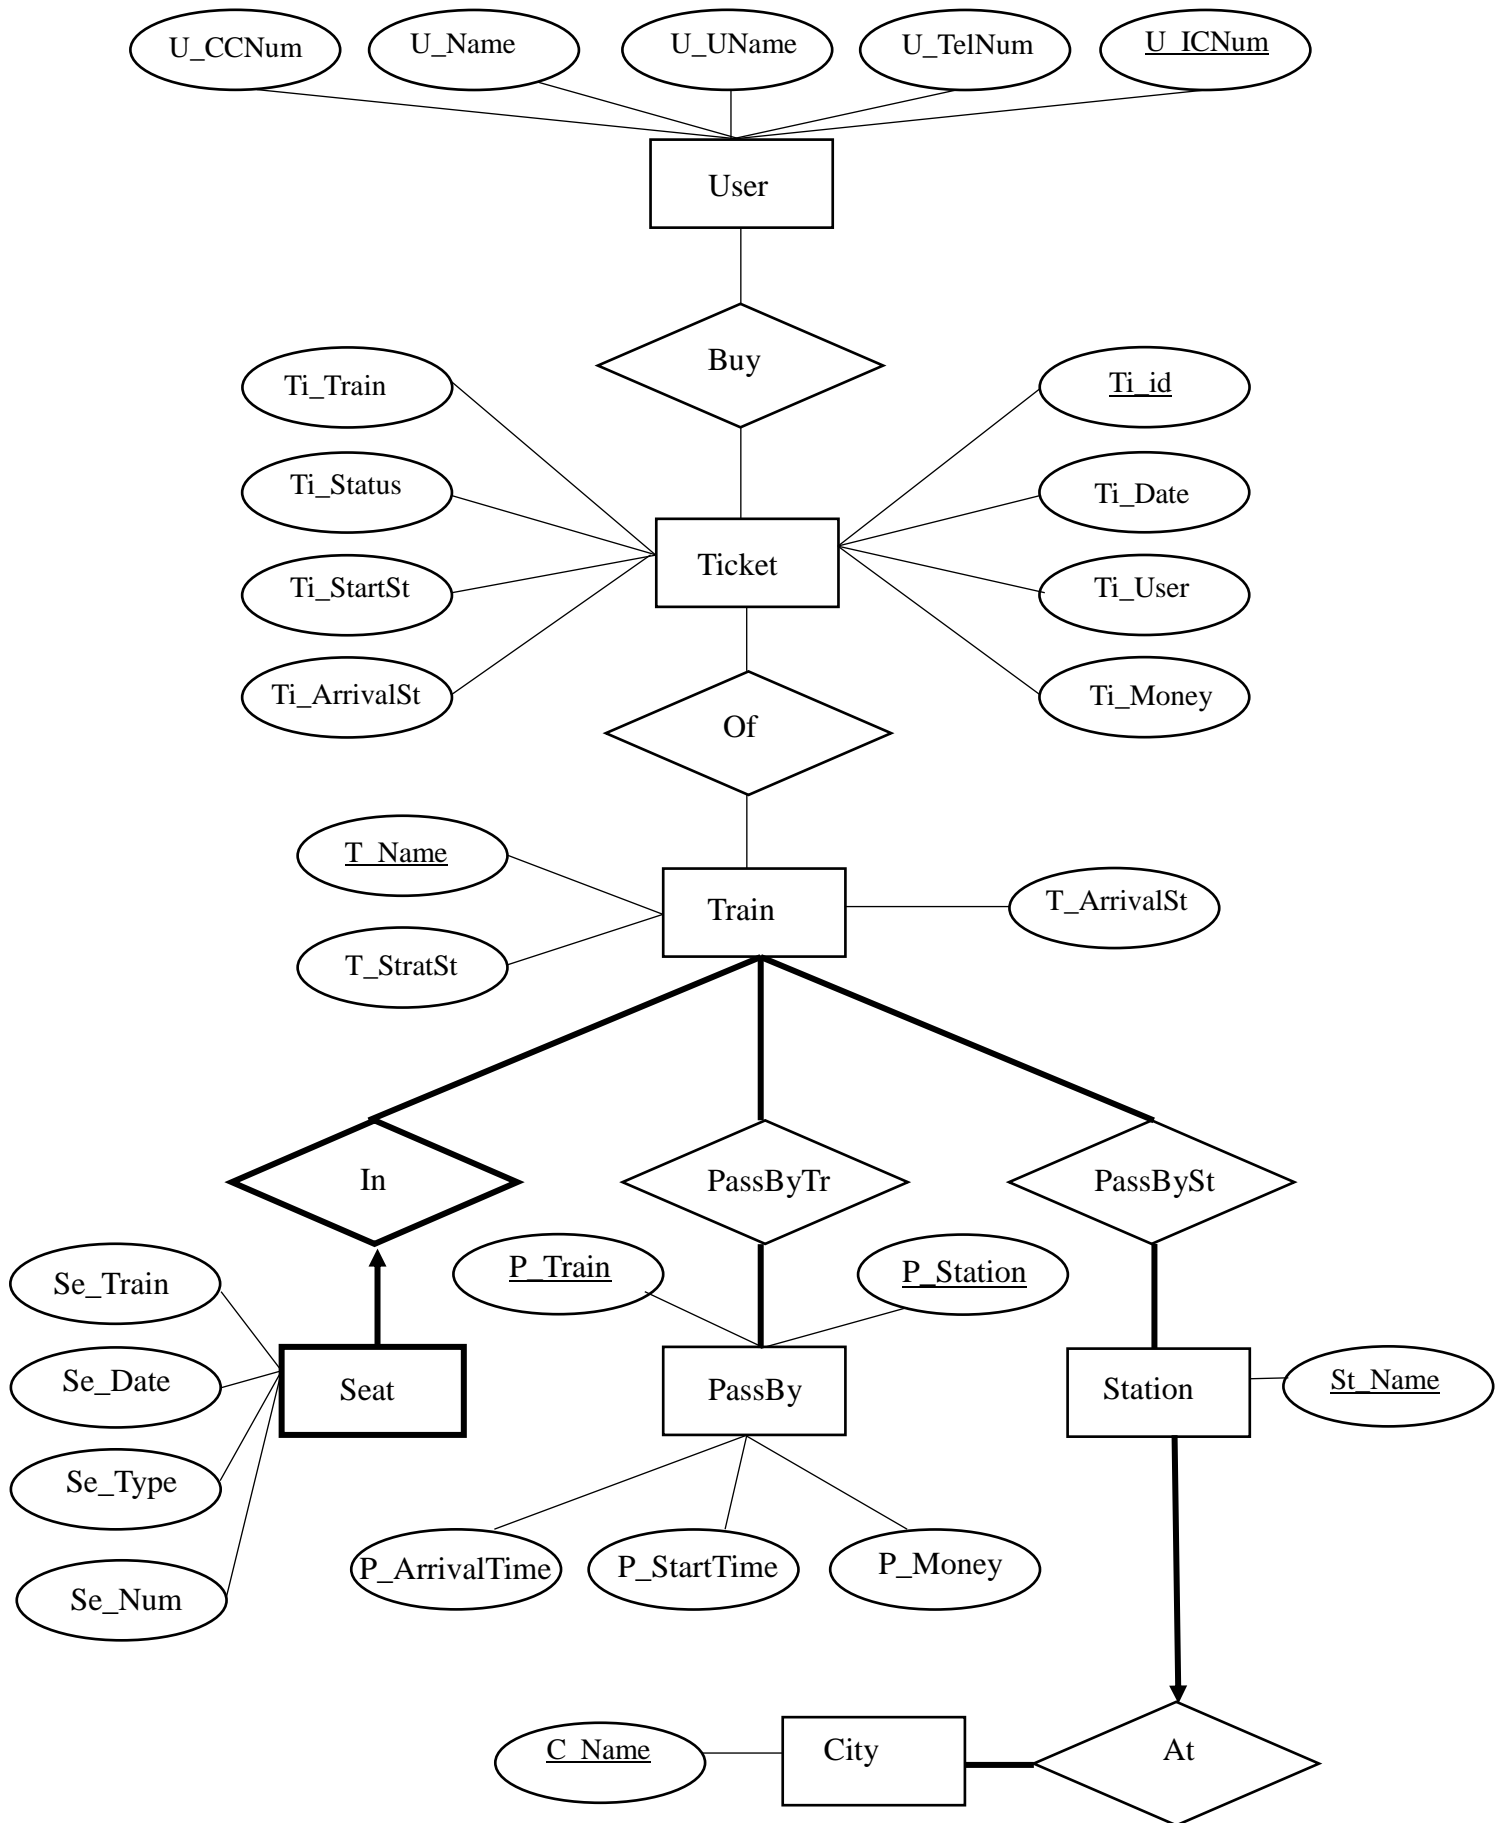 U_CCNum
U_Name
U_UName
U_TelNum
U_ICNum
User
Buy
Ti_Train
Ti_id
Ti_Status
Ti_Date
Ticket
Ti_StartSt
Ti_User
Ti_ArrivalSt
Ti_Money
Of
T_Name
Train
T_ArrivalSt
T_StratSt
In
PassByTr
PassBySt
Se_Train
P_Train
P_Station
Se_Date
Seat
PassBy
Station
St_Name
Se_Type
P_ArrivalTime
P_StartTime
P_Money
Se_Num
C_Name
City
At